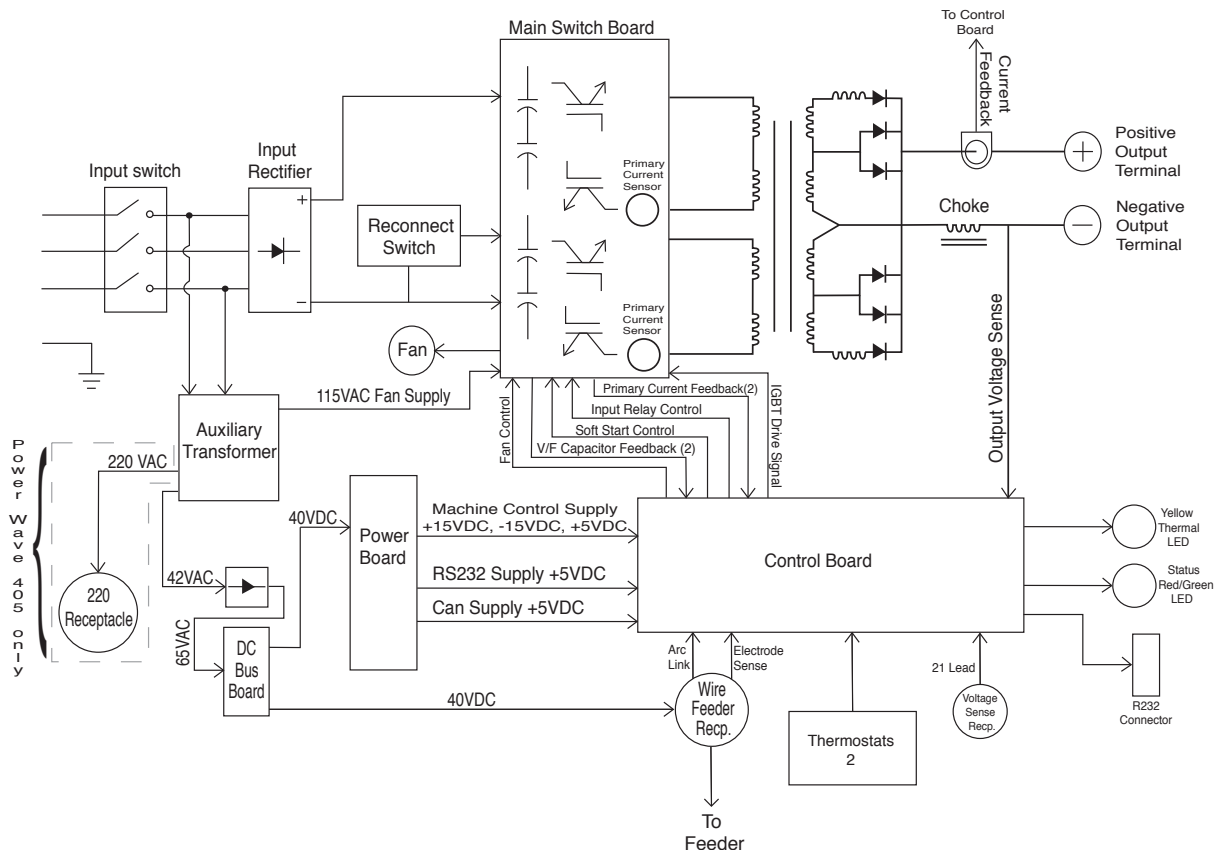 Main Switch Board
To Control
Board
Current
Feedback
Positive
Output
Terminal
+
Negative
Output
Terminal
−
Choke
Input switch
Input
Rectifier
+
−
Reconnect
Switch
Primary
Current
Sensor
Primary
Current
Sensor
Fan
115VAC Fan Supply
Auxiliary
Transformer
Fan Control
Primary Current Feedback(2)
Input Relay Control
Soft Start Control
V/F Capacitor Feedback (2)
IGBT Drive Signal
Output Voltage Sense
Power Wave 405 only
220 VAC
220
Receptacle
42VAC
65VAC
DC
Bus
Board
40VDC
40VDC
Power
Board
Machine Control Supply
+15VDC, -15VDC, +5VDC
RS232 Supply +5VDC
Can Supply +5VDC
Control Board
Yellow
Thermal
LED
Status
Red/Green
LED
R232
Connector
Arc
Link
Electrode
Sense
Wire
Feeder
Recp.
To
Feeder
Thermostats
2
21 Lead
Voltage
Sense
Recp.